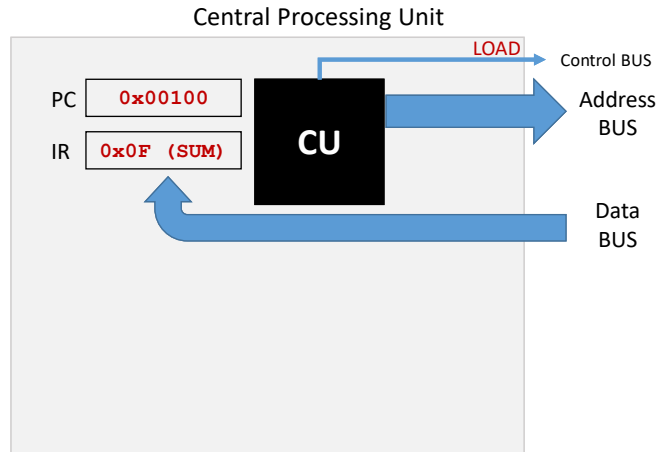 Central Processing Unit
LOAD
Control BUS
PC
0x00100
Address
BUS
CU
IR
0x0F (SUM)
Data
BUS